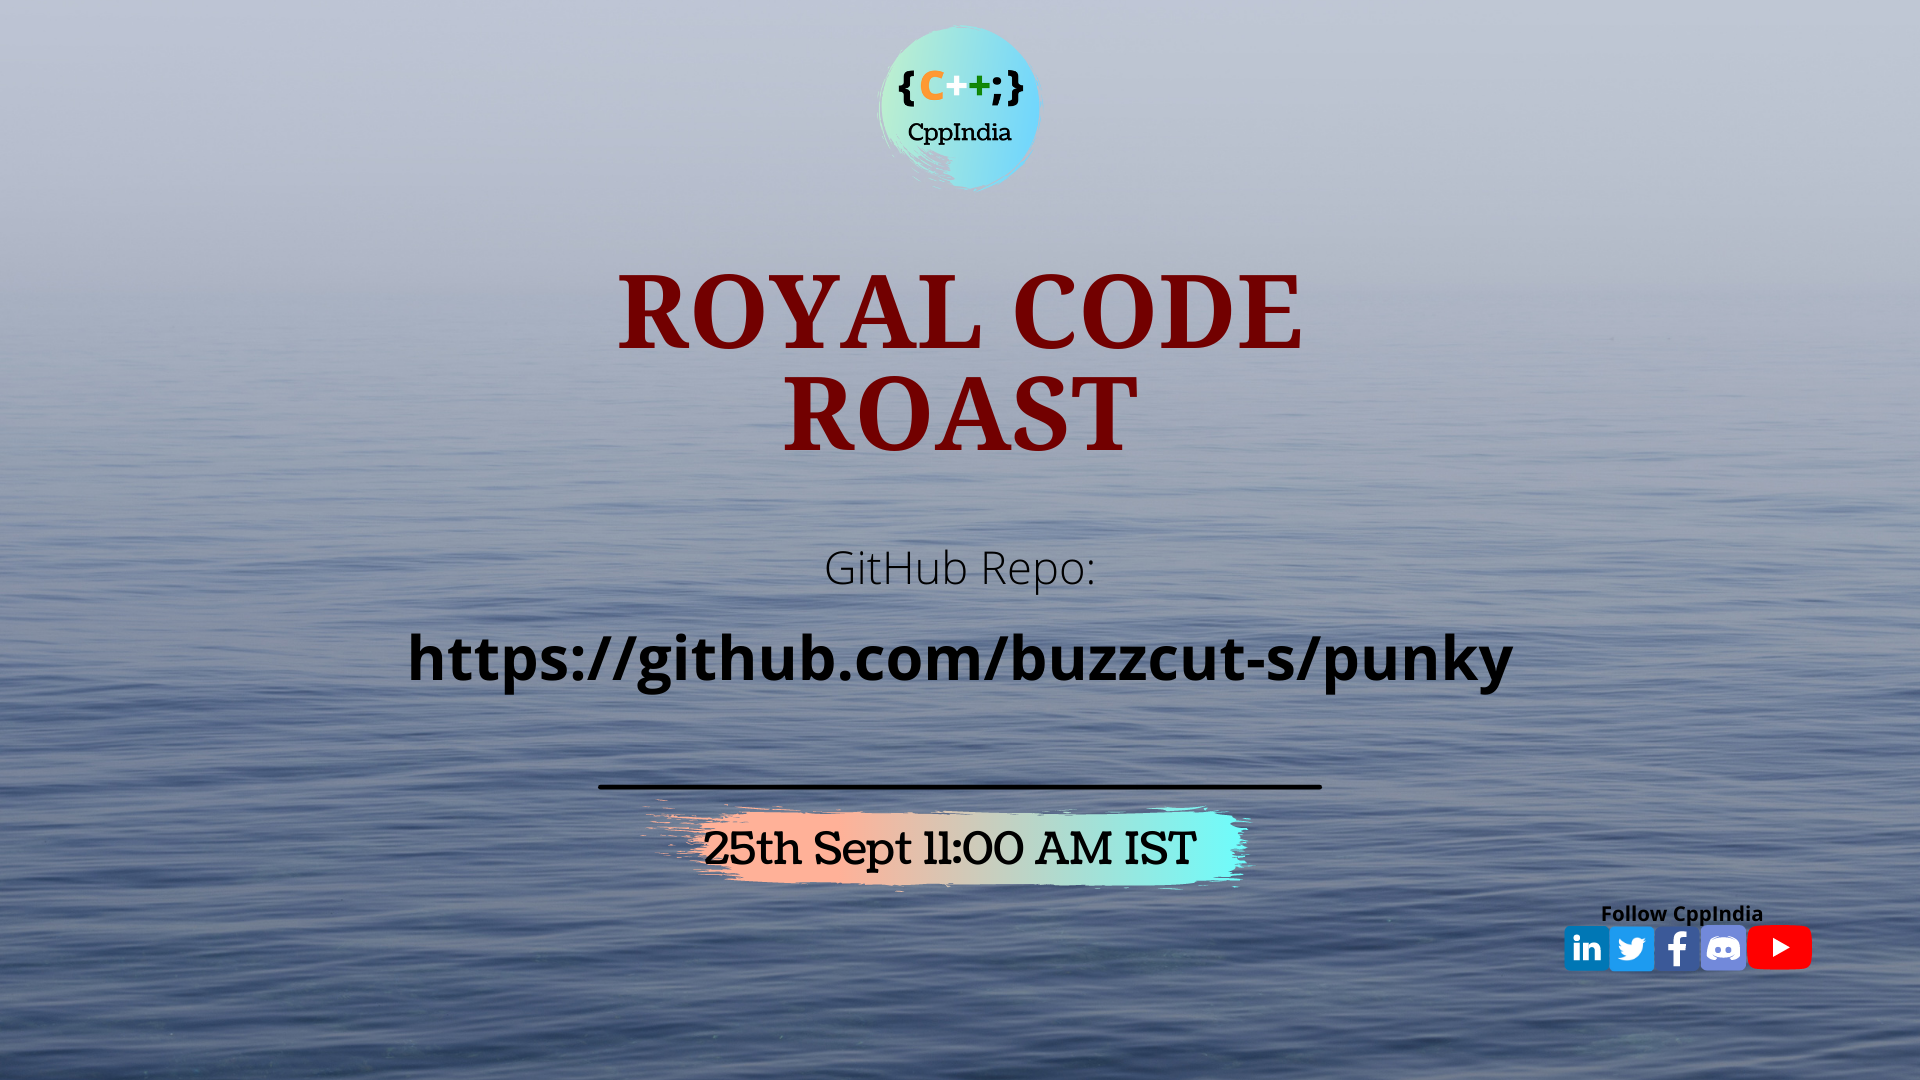 {C++;}
CppIndia
ROYAL CODE
ROAST
GitHub Repo:
https://github.com/buzzcut-s/punky
25th Sept 11:00 AM IST
Follow CppIndia
in
f